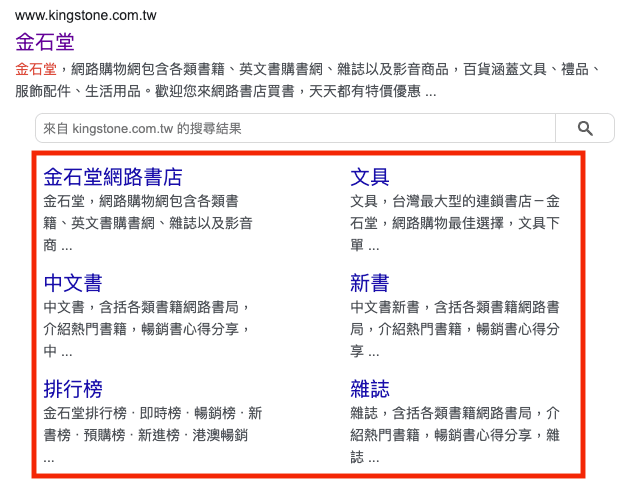 www.kingstone.com.tw
金石堂
金石堂，網路購物網包含各類書籍、英文書購書網、雜誌以及影音商品，百貨涵蓋文具、禮品、
服飾配件、生活用品。歡迎您來網路書店買書，天天都有特價優惠 ...
來自 kingstone.com.tw 的搜尋結果
金石堂網路書店
金石堂，網路購物網包含各類書
籍、英文書購書網、雜誌以及影音
商 ...
文具
文具，台灣最大型的連鎖書店－金
石堂，網路購物最佳選擇，文具下
單 ...
中文書
中文書，含括各類書籍網路書局，
介紹熱門書籍，暢銷書心得分享，
中 ...
新書
中文書新書，含括各類書籍網路書
局，介紹熱門書籍，暢銷書心得分
享 ...
排行榜
金石堂排行榜 · 即時榜 · 暢銷榜 · 新
書榜 · 預購榜 · 新進榜 · 港澳暢銷
...
雜誌
雜誌，含括各類書籍網路書局，介
紹熱門書籍，暢銷書心得分享，雜
誌 ...